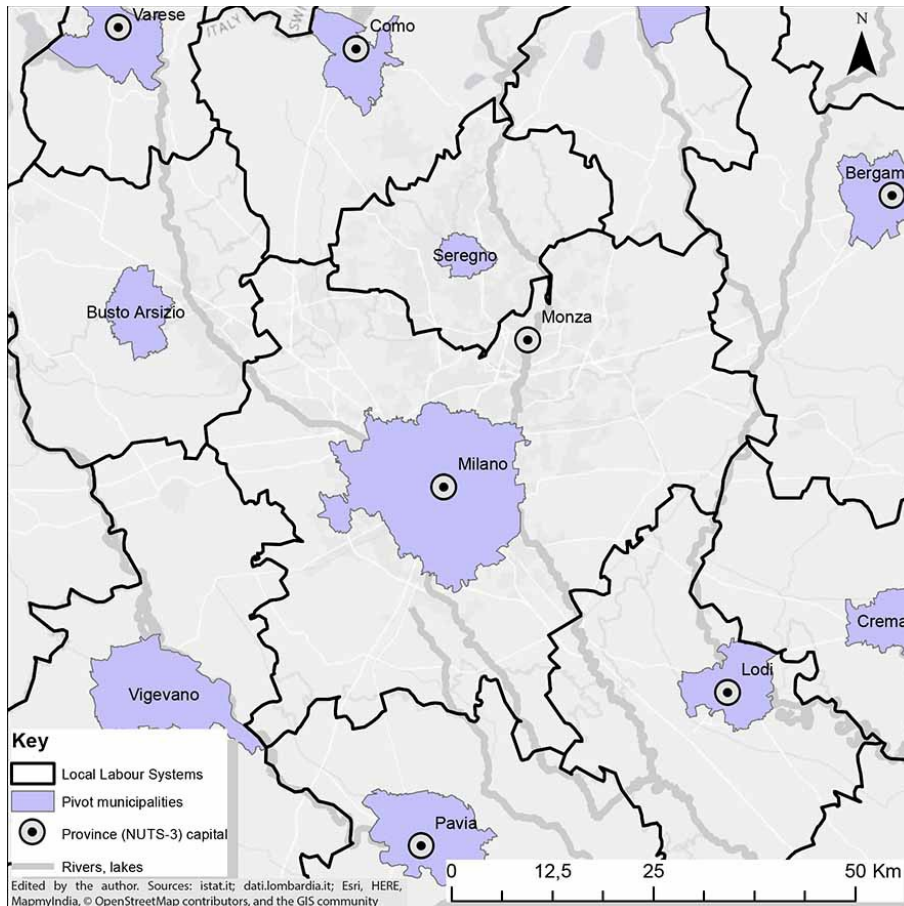 Varese
ITALY
SWI
Como
N
Bergam
Seregno
Busto Arsizio
Monza
Milano
Crema
Lodi
Vigevano
Key
Local Labour Systems
Pivot municipalities
Province (NUTS-3) capital
Rivers, lakes
Pavia
0 12,5 25 50 Km
Edited by the author. Sources: istat.it; dati.lombardia.it; Esri, HERE,
MapmyIndia, © OpenStreetMap contributors, and the GIS community